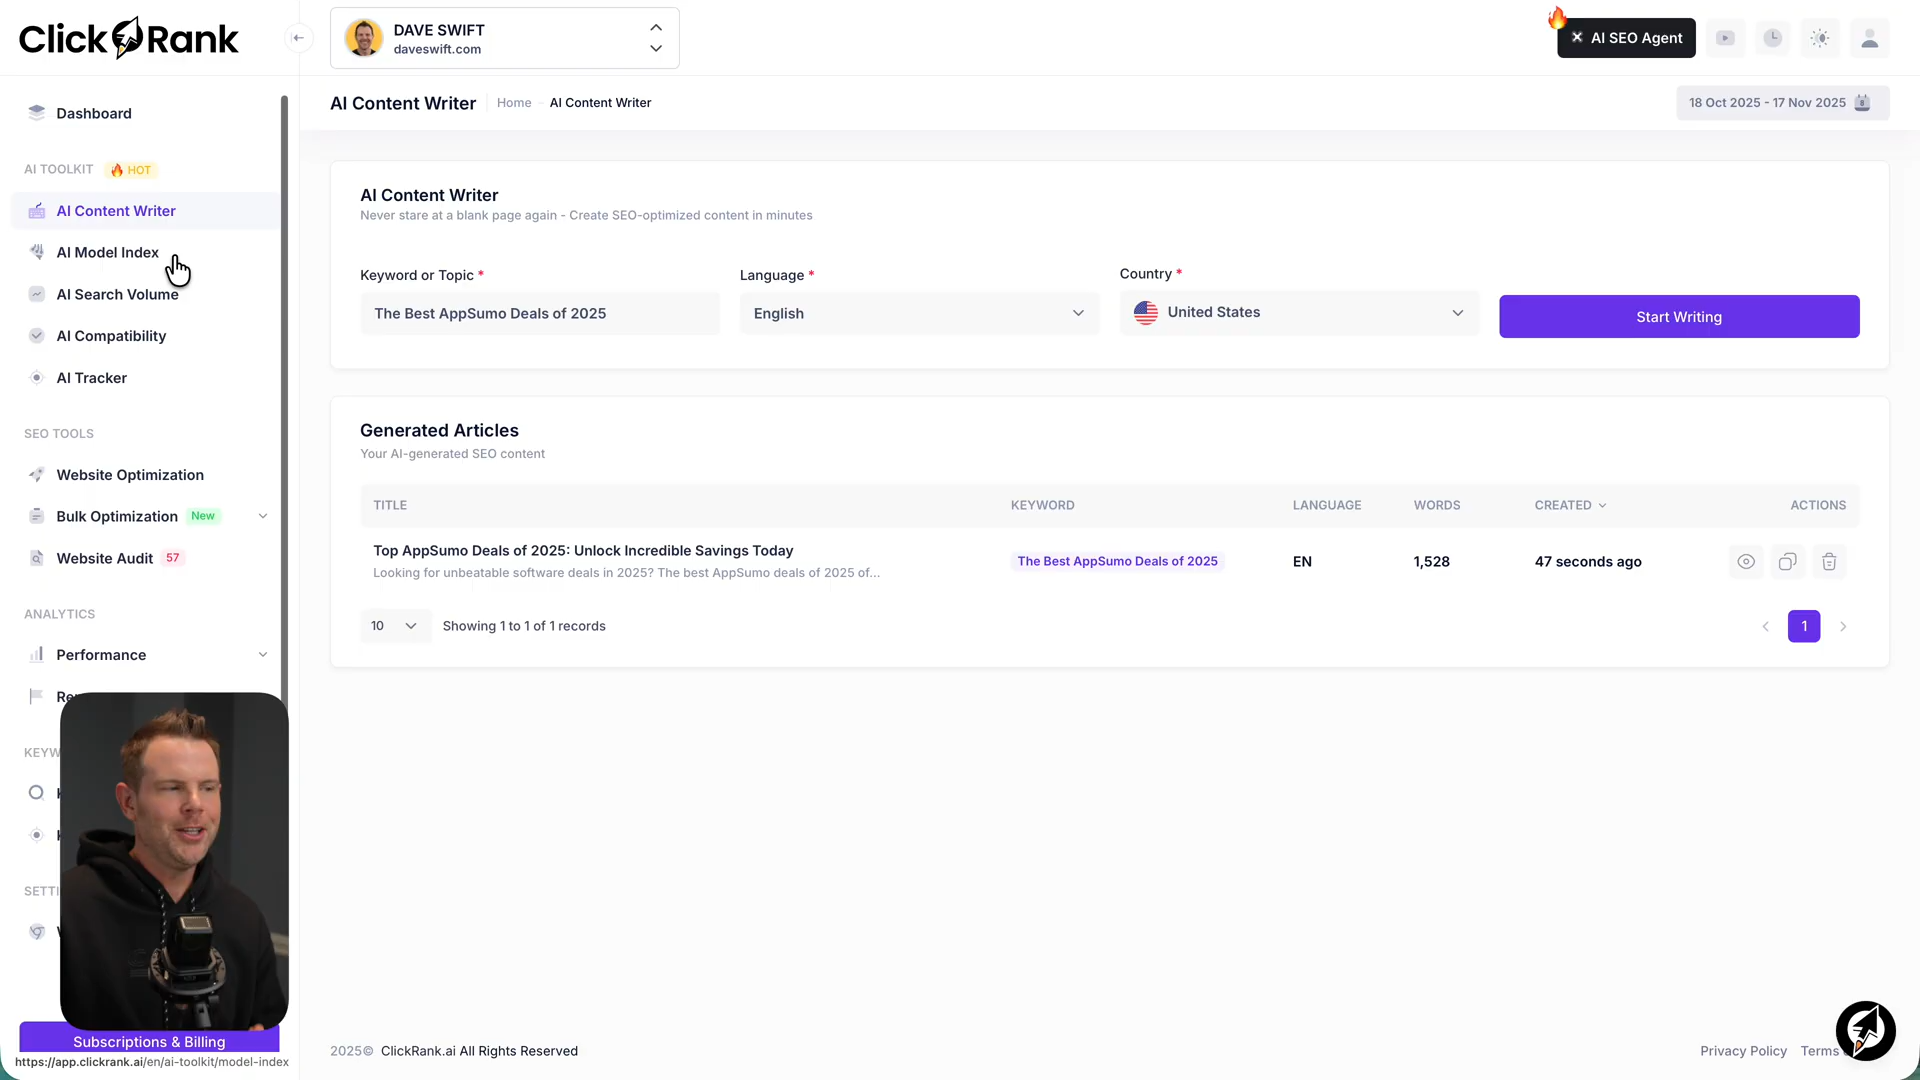 ClickRank
DAVE SWIFT
daveswift.com
AI SEO Agent
Dashboard
AI TOOLKIT HOT
AI Content Writer
AI Model Index
AI Search Volume
AI Compatibility
AI Tracker
SEO TOOLS
Website Optimization
Bulk Optimization New
Website Audit 57
ANALYTICS
Performance
Subscriptions & Billing
https://app.clickrank.ai/en/ai-toolkit/model-index
AI Content Writer Home - AI Content Writer
18 Oct 2025 - 17 Nov 2025
AI Content Writer
Never stare at a blank page again - Create SEO-optimized content in minutes
Keyword or Topic * Language * Country *
The Best AppSumo Deals of 2025 English United States Start Writing
Generated Articles
Your AI-generated SEO content
TITLE KEYWORD LANGUAGE WORDS CREATED ACTIONS
Top AppSumo Deals of 2025: Unlock Incredible Savings Today
Looking for unbeatable software deals in 2025? The best AppSumo deals of 2025 of...
The Best AppSumo Deals of 2025 EN 1,528 47 seconds ago
10 Showing 1 to 1 of 1 records 1
2025© ClickRank.ai All Rights Reserved
Privacy Policy Terms